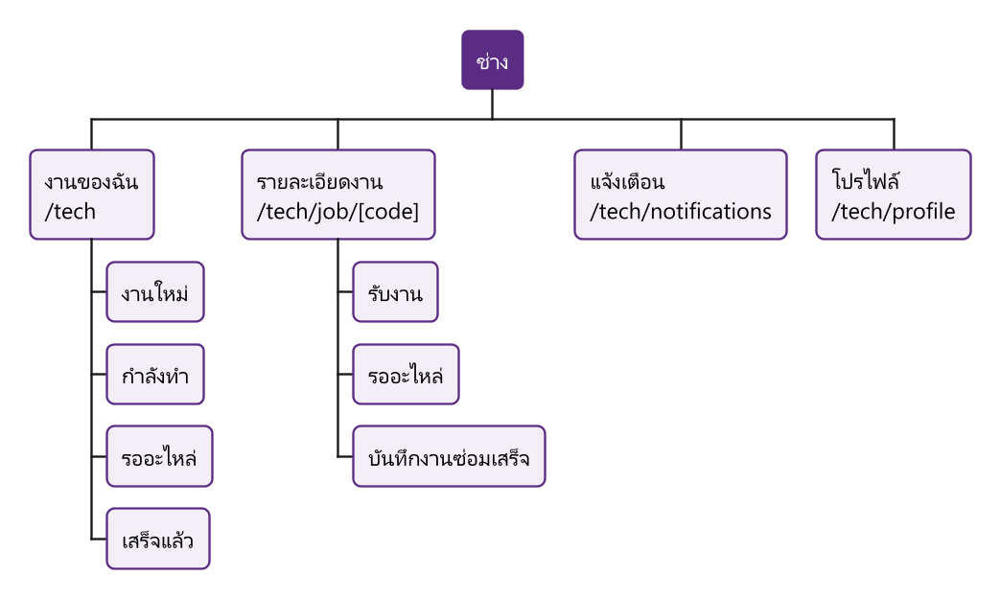 ช่าง
งานของฉัน
/tech
รายละเอียดงาน
/tech/job/[code]
แจ้งเตือน
/tech/notifications
โปรไฟล์
/tech/profile
งานใหม่
กำลังทำ
รออะไหล่
เสร็จแล้ว
รับงาน
รออะไหล่
บันทึกงานซ่อมเสร็จ